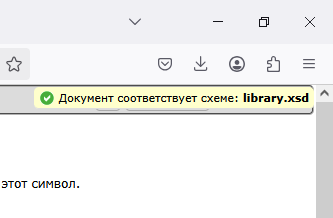 Документ соответствует схеме: library.xsd
этот символ.